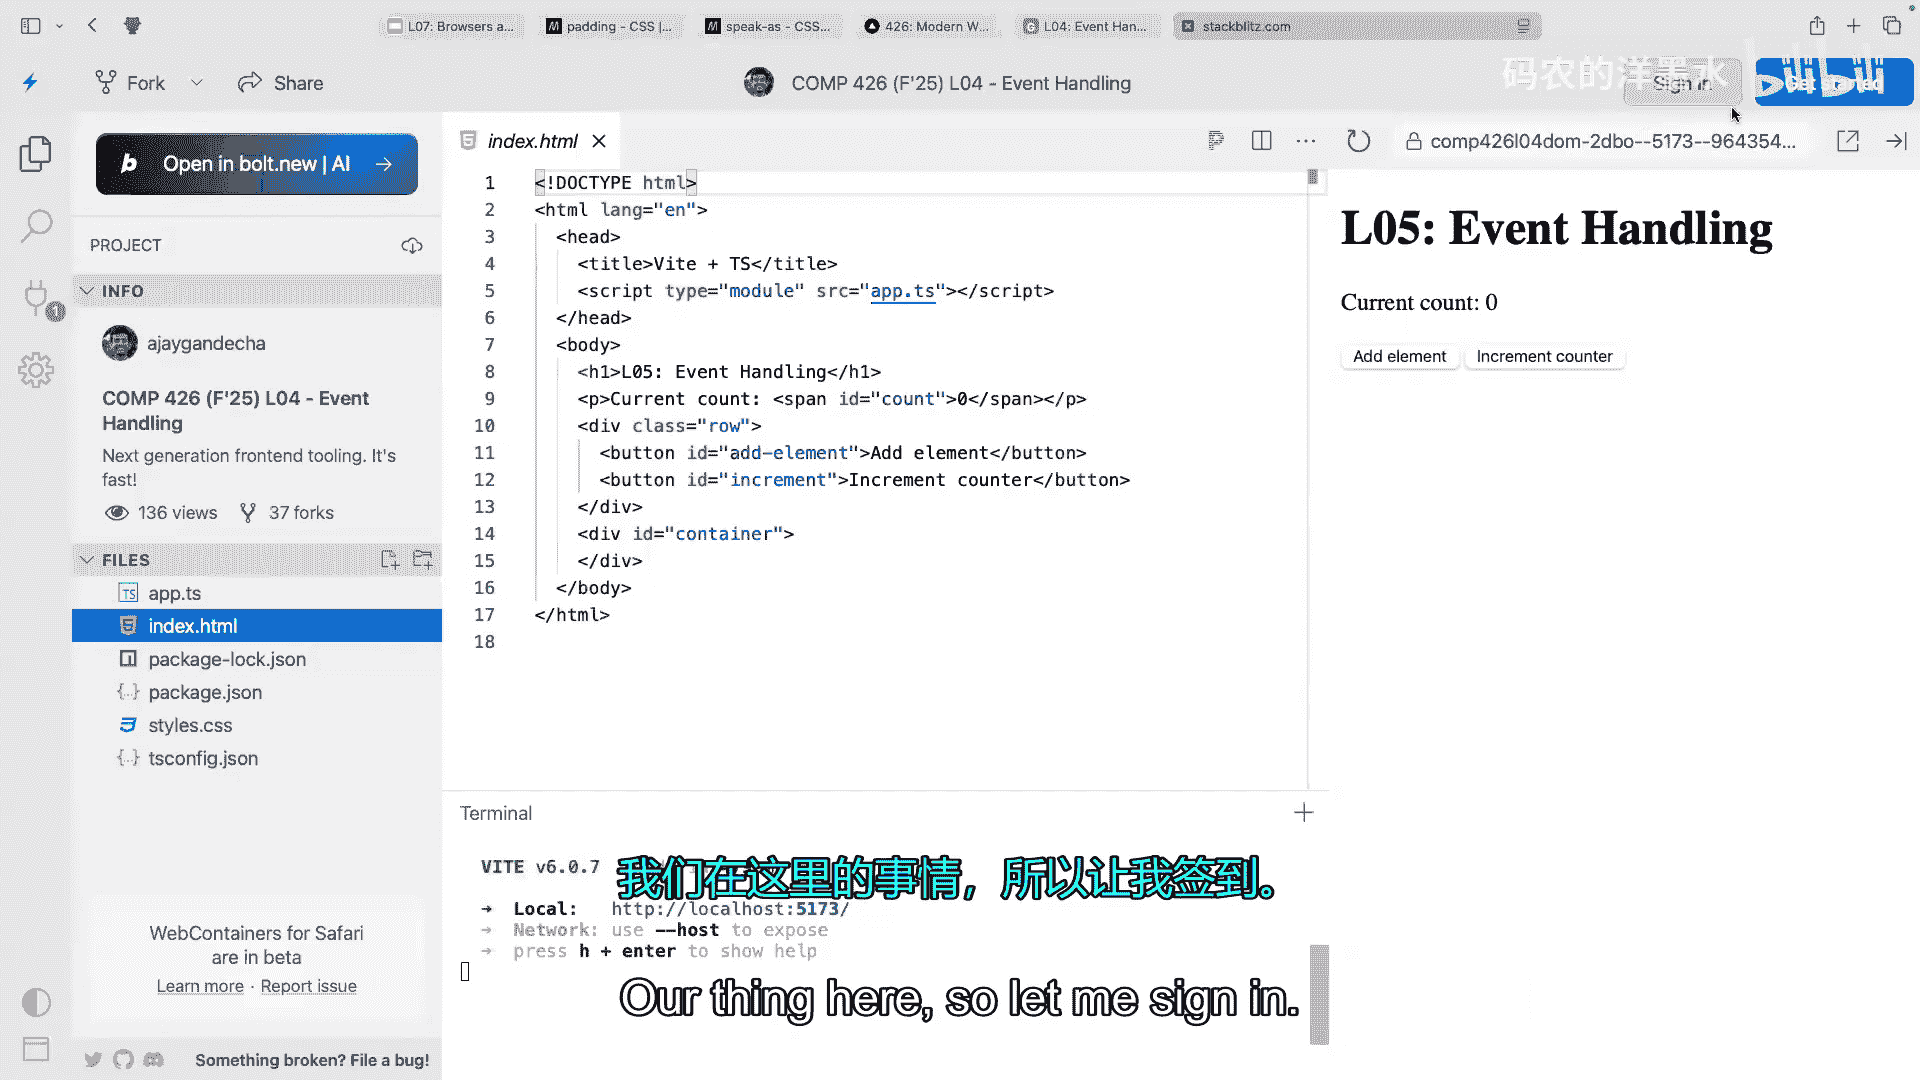 L07: Browsers a...
padding - CSS |...
speak-as - CSS...
426: Modern W...
L04: Event Han...
stackblitz.com
Fork
Share
COMP 426 (F'25) L04 - Event Handling
码农的洋墨水
bilibili
Sign in
Open in bolt.new | AI
index.html
comp426l04dom-2dbo--5173--964354...
PROJECT
INFO
ajaygandecha
COMP 426 (F'25) L04 - Event
Handling
Next generation frontend tooling. It's
fast!
136 views
37 forks
FILES
app.ts
index.html
package-lock.json
package.json
styles.css
tsconfig.json
WebContainers for Safari
are in beta
Learn more · Report issue
Something broken? File a bug!
1 <!DOCTYPE html>
2 <html lang="en">
3 <head>
4 <title>Vite + TS</title>
5 <script type="module" src="app.ts"></script>
6 </head>
7 <body>
8 <h1>L05: Event Handling</h1>
9 <p>Current count: <span id="count">0</span></p>
10 <div class="row">
11 <button id="add-element">Add element</button>
12 <button id="increment">Increment counter</button>
13 </div>
14 <div id="container">
15 </div>
16 </body>
17 </html>
18
L05: Event Handling
Current count: 0
Add element
Increment counter
Terminal
VITE v6.0.7
➜ Local: http://localhost:5173/
➜ Network: use --host to expose
➜ press h + enter to show help
我们在这里的事情，所以让我签到。
Our thing here, so let me sign in.